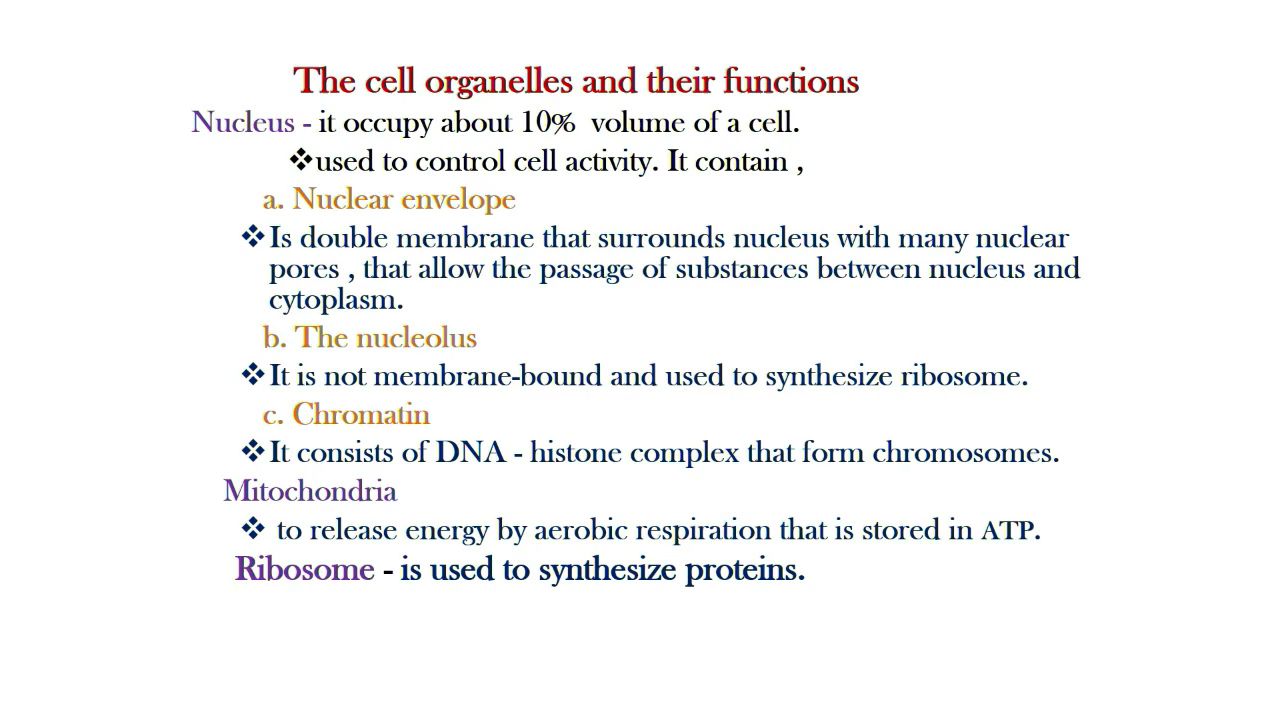 The cell organelles and their functions
Nucleus - it occupy about 10% volume of a cell.
❖used to control cell activity. It contain ,
a. Nuclear envelope
❖Is double membrane that surrounds nucleus with many nuclear
pores , that allow the passage of substances between nucleus and
cytoplasm.
b. The nucleolus
❖It is not membrane-bound and used to synthesize ribosome.
c. Chromatin
❖It consists of DNA - histone complex that form chromosomes.
Mitochondria
❖ to release energy by aerobic respiration that is stored in ATP.
Ribosome - is used to synthesize proteins.